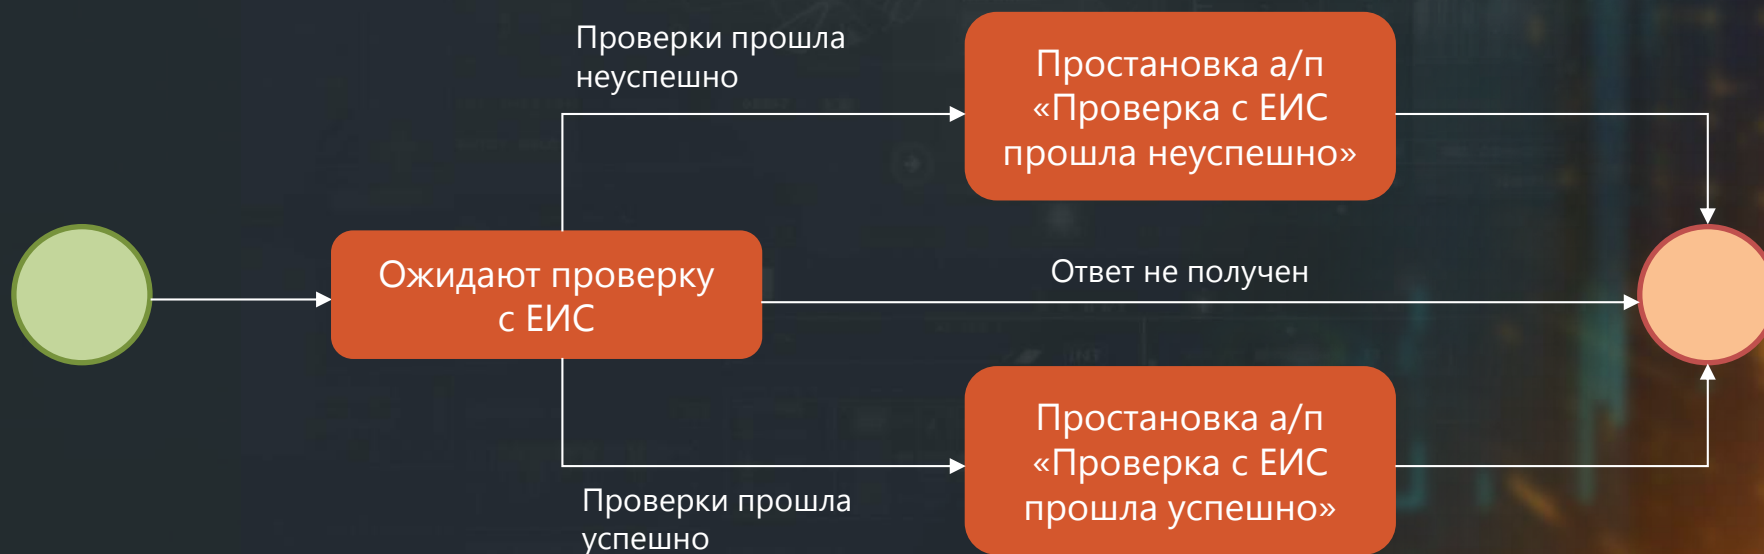 Проверки прошла
неуспешно
Простановка а/п
«Проверка с ЕИС
прошла неуспешно»
Ожидают проверку
с ЕИС
Ответ не получен
Проверки прошла
успешно
Простановка а/п
«Проверка с ЕИС
прошла успешно»